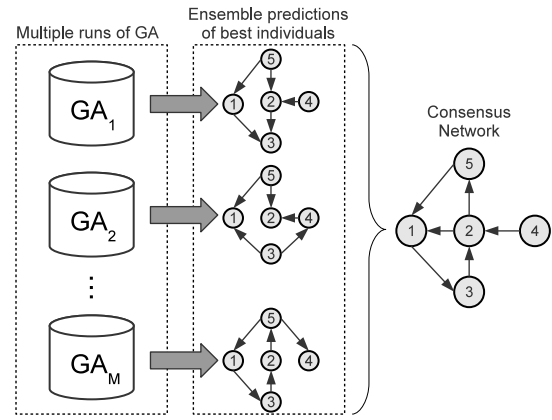 Multiple runs of GA
Ensemble predictions
of best individuals
GA1
5
1
2
4
3
GA2
5
1
2
4
3
⋮
GAM
5
1
2
4
3
Consensus
Network
5
1
2
4
3